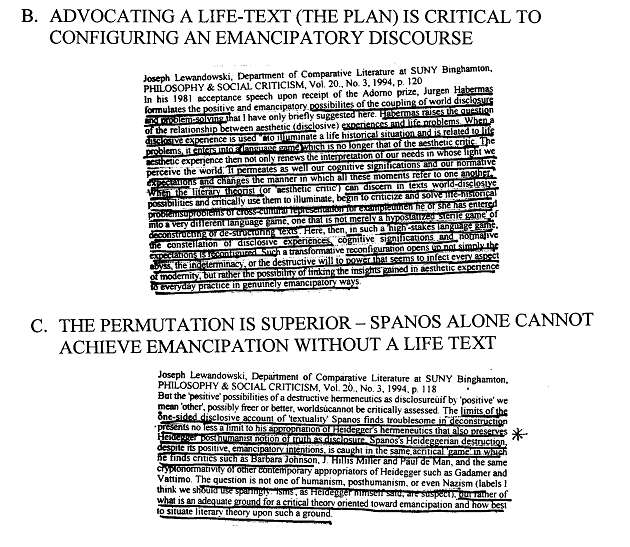 B. ADVOCATING A LIFE-TEXT (THE PLAN) IS CRITICAL TO
CONFIGURING AN EMANCIPATORY DISCOURSE
Joseph Lewandowski, Department of Comparative Literature at SUNY Binghamton,
PHILOSOPHY & SOCIAL CRITICISM, Vol. 20., No. 3, 1994, p. 120
In his 1981 acceptance speech upon receipt of the Adorno prize, Jurgen Habermas
formulates the positive and emancipatory possibilities of the coupling of world disclosure
and problem-solving that I have only briefly suggested here. Habermas raises the question
of the relationship between aesthetic (disclosive) experiences and life problems. When a
disclosive experience is used "to illuminate a life historical situation and is related to life
problems, it enters into a language game which is no longer that of the aesthetic critic. The
aesthetic experience then not only renews the interpretation of our needs in whose light we
perceive the world. It permeates as well our cognitive significations and our normative
expectations and changes the manner in which all these moments refer to one another.
When the literary theorist (or 'aesthetic critic') can discern in texts world-disclosive
possibilities and critically use them to illuminate, begin to criticize and solve life-historical
problemsuproblems of cross-cultural representation for exampleuthen he or she has entered
into a very different language game, one that is not merely a hypostatized sterile game of
deconstructing or de-structuring texts. Here, then, in such a high-stakes language game,
the constellation of disclosive experiences, cognitive significations and normative
expectations is reconfigured. Such a transformative reconfiguration opens up not simply the
abyss, the indeterminacy, or the destructive will to power that seems to infect every aspect
of modernity, but rather the possibility of linking the insights gained in aesthetic experience
to everyday practice in genuinely emancipatory ways.
C. THE PERMUTATION IS SUPERIOR – SPANOS ALONE CANNOT
ACHIEVE EMANCIPATION WITHOUT A LIFE TEXT
Joseph Lewandowski, Department of Comparative Literature at SUNY Binghamton,
PHILOSOPHY & SOCIAL CRITICISM, Vol. 20., No. 3, 1994, p. 118
But the 'positive' possibilities of a destructive hermeneutics as disclosureuif by 'positive' we
mean 'other', possibly freer or better, worldsucannot be critically assessed. The limits of the
one-sided disclosive account of 'textuality' Spanos finds troublesome in deconstruction
presents no less a limit to his appropriation of Heidegger's hermeneutics that also preserves
Heidegger posthumanist notion of truth as disclosure. Spanos's Heideggerian destruction,
despite its positive, emancipatory intentions, is caught in the same acritical 'game' in which
he finds critics such as Barbara Johnson, J. Hillis Miller and Paul de Man, and the same
cryptonormativity of other contemporary appropriators of Heidegger such as Gadamer and
Vattimo. The question is not one of humanism, posthumanism, or even Nazism (labels I
think we should use sparingly 'isms', as Heidegger himself said, are suspect), but rather of
what is an adequate ground for a critical theory oriented toward emancipation and how best
to situate literary theory upon such a ground.